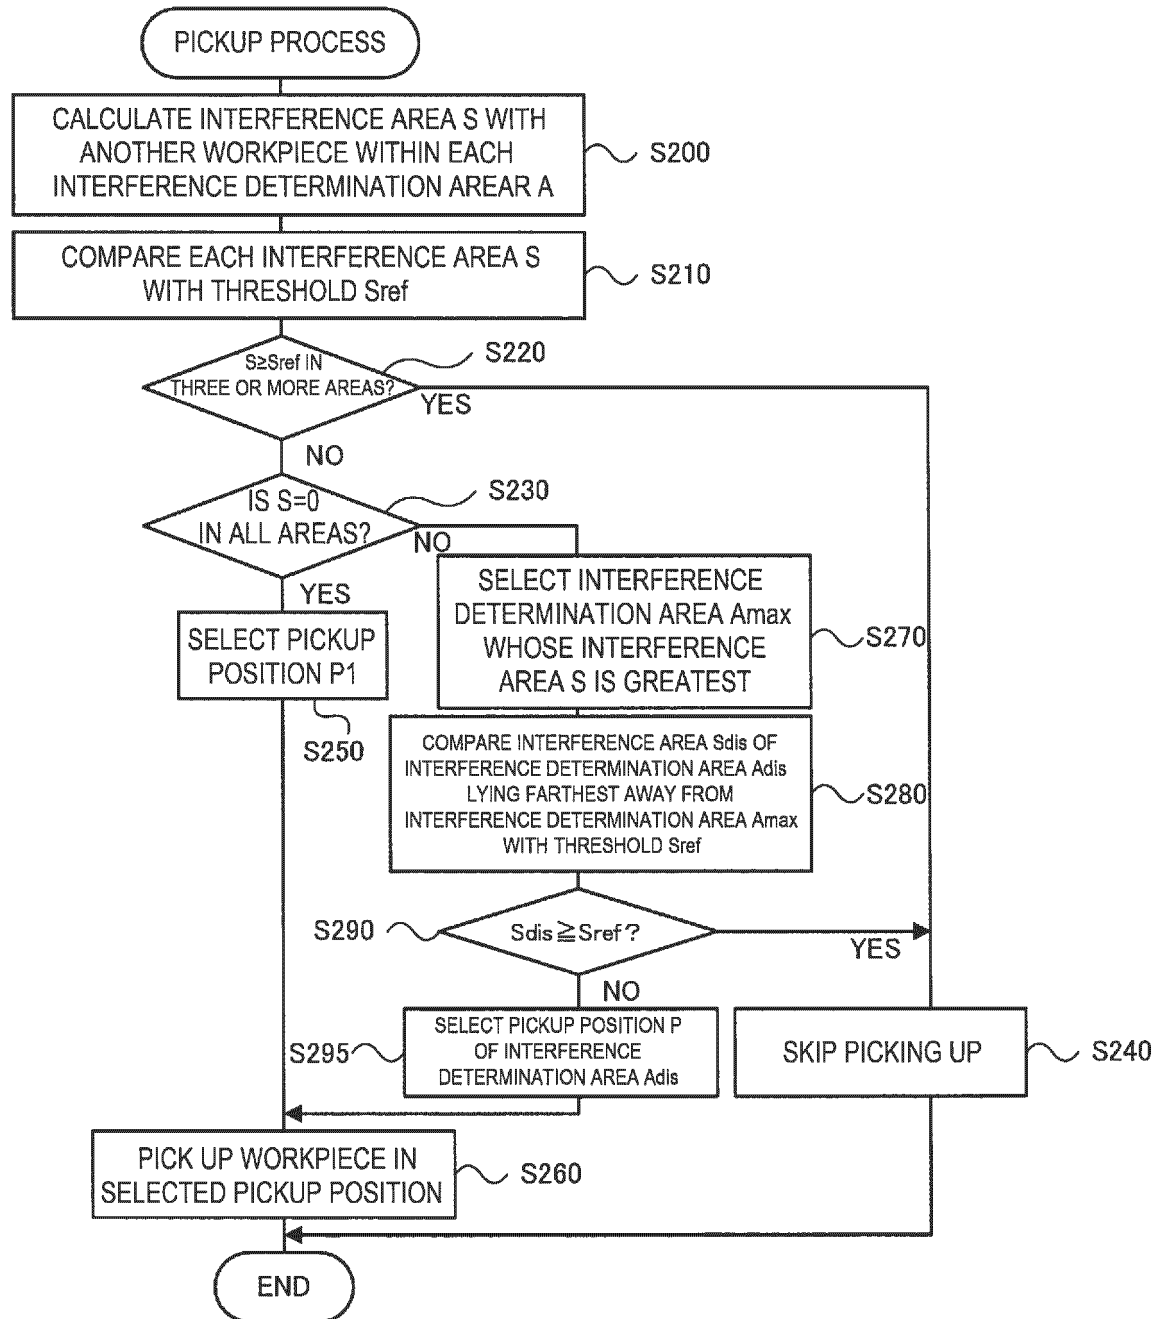 PICKUP PROCESS
CALCULATE INTERFERENCE AREA S WITH
ANOTHER WORKPIECE WITHIN EACH
INTERFERENCE DETERMINATION AREAR A
S200
COMPARE EACH INTERFERENCE AREA S
WITH THRESHOLD Sref
S210
S≥Sref IN
THREE OR MORE AREAS?
S220
YES
NO
IS S=0
IN ALL AREAS?
S230
NO
YES
SELECT PICKUP
POSITION P1
S250
SELECT INTERFERENCE
DETERMINATION AREA Amax
WHOSE INTERFERENCE
AREA S IS GREATEST
S270
COMPARE INTERFERENCE AREA Sdis OF
INTERFERENCE DETERMINATION AREA Adis
LYING FARTHEST AWAY FROM
INTERFERENCE DETERMINATION AREA Amax
WITH THRESHOLD Sref
S280
S290
Sdis≧Sref?
YES
NO
S295
SELECT PICKUP POSITION P
OF INTERFERENCE
DETERMINATION AREA Adis
SKIP PICKING UP
S240
PICK UP WORKPIECE IN
SELECTED PICKUP POSITION
S260
END